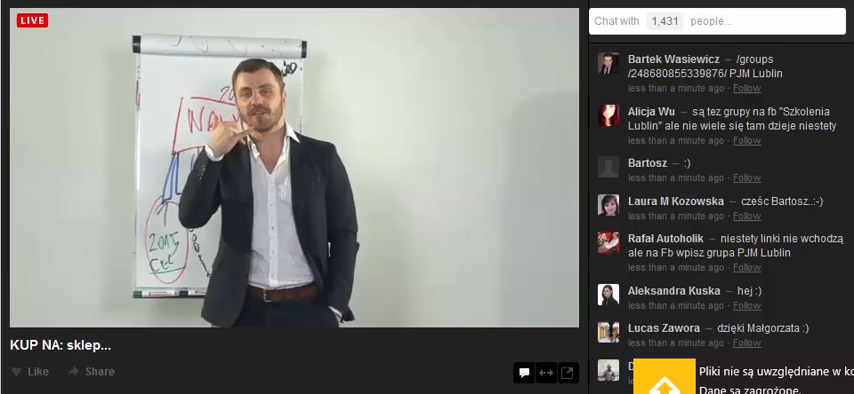 LIVE
NAWY
2015
CEL
KUP NA: sklep...
Like
Share
Chat with 1,431 people...
Bartek Wasiewicz – /groups
/248680855339876/ PJM Lublin
less than a minute ago · Follow
Alicja Wu – są tez grupy na fb "Szkolenia
Lublin" ale nie wiele się tam dzieje niestety
less than a minute ago · Follow
Bartosz – :)
less than a minute ago · Follow
Laura M Kozowska – cześc Bartosz..:-)
less than a minute ago · Follow
Rafał Autoholik – niestety linki nie wchodzą
ale na Fb wpisz grupa PJM Lublin
less than a minute ago · Follow
Aleksandra Kuska – hej :)
less than a minute ago · Follow
Lucas Zawora – dzięki Małgorzata :)
less than a minute ago · Follow
Pliki nie są uwzględniane w ko
Dane są zagrożone.